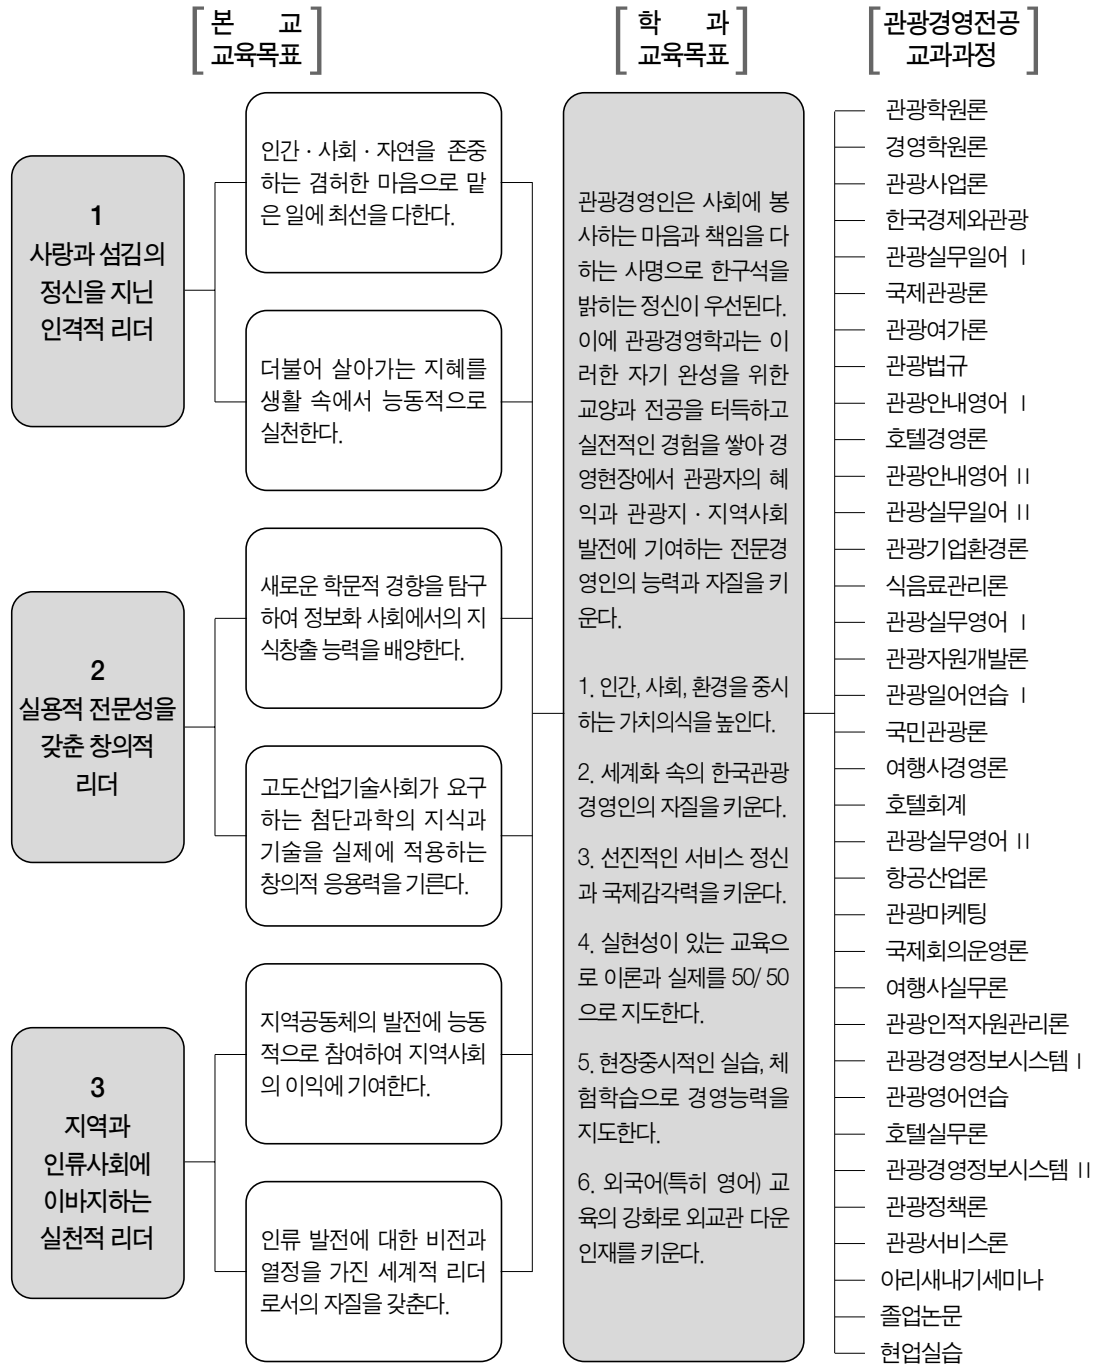 본 교
교육목표
학 과
교육목표
관광경영전공
교과과정
1
사랑과 섬김의
정신을 지닌
인격적 리더
인간 · 사회 · 자연을 존중
하는 겸허한 마음으로 맡
은 일에 최선을 다한다.
더불어 살아가는 지혜를
생활 속에서 능동적으로
실천한다.
2
실용적 전문성을
갖춘 창의적
리더
새로운 학문적 경향을 탐구
하여 정보화 사회에서의 지
식창출 능력을 배양한다.
고도산업기술사회가 요구
하는 첨단과학의 지식과
기술을 실제에 적용하는
창의적 응용력을 기른다.
3
지역과
인류사회에
이바지하는
실천적 리더
지역공동체의 발전에 능동
적으로 참여하여 지역사회
의 이익에 기여한다.
인류 발전에 대한 비전과
열정을 가진 세계적 리더
로서의 자질을 갖춘다.
관광경영인은 사회에 봉
사하는 마음과 책임을 다
하는 사명으로 한구석을
밝히는 정신이 우선된다.
이에 관광경영학과는 이
러한 자기 완성을 위한
교양과 전공을 터득하고
실전적인 경험을 쌓아 경
영현장에서 관광자의 혜
익과 관광지 · 지역사회
발전에 기여하는 전문경
영인의 능력과 자질을 키
운다.
1. 인간, 사회, 환경을 중시
하는 가치의식을 높인다.
2. 세계화 속의 한국관광
경영인의 자질을 키운다.
3. 선진적인 서비스 정신
과 국제감각력을 키운다.
4. 실현성이 있는 교육으
로 이론과 실제를 50/ 50
으로 지도한다.
5. 현장중시적인 실습, 체
험학습으로 경영능력을
지도한다.
6. 외국어(특히 영어) 교
육의 강화로 외교관 다운
인재를 키운다.
관광학원론
경영학원론
관광사업론
한국경제와관광
관광실무일어 Ⅰ
국제관광론
관광여가론
관광법규
관광안내영어 Ⅰ
호텔경영론
관광안내영어 Ⅱ
관광실무일어 Ⅱ
관광기업환경론
식음료관리론
관광실무영어 Ⅰ
관광자원개발론
관광일어연습 Ⅰ
국민관광론
여행사경영론
호텔회계
관광실무영어 Ⅱ
항공산업론
관광마케팅
국제회의운영론
여행사실무론
관광인적자원관리론
관광경영정보시스템 Ⅰ
관광영어연습
호텔실무론
관광경영정보시스템 Ⅱ
관광정책론
관광서비스론
아리새내기세미나
졸업논문
현업실습